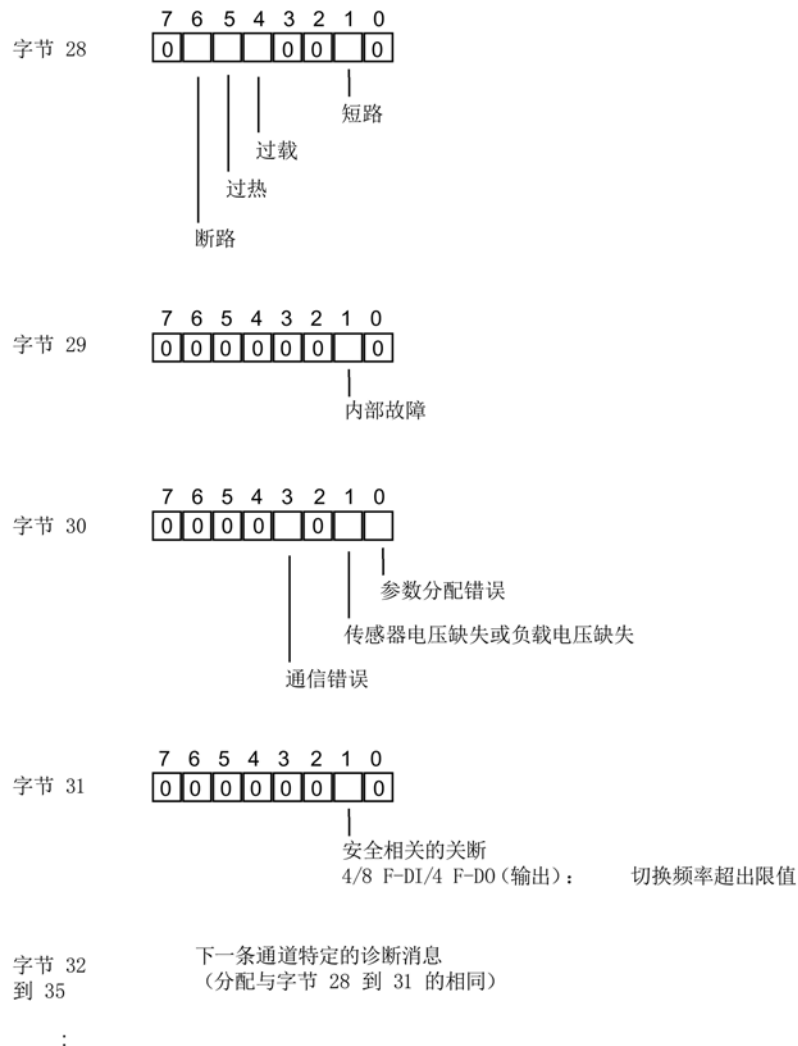 7 6 5 4 3 2 1 0
字节 28
0 0 0 0
短路
过载
过热
断路
7 6 5 4 3 2 1 0
字节 29
0 0 0 0 0 0 0
内部故障
7 6 5 4 3 2 1 0
字节 30
0 0 0 0 0
参数分配错误
传感器电压缺失或负载电压缺失
通信错误
7 6 5 4 3 2 1 0
字节 31
0 0 0 0 0 0 0
安全相关的关断
4/8 F-DI/4 F-DO(输出): 切换频率超出限值
字节 32
到 35
下一条通道特定的诊断消息
(分配与字节 28 到 31 的相同)
: